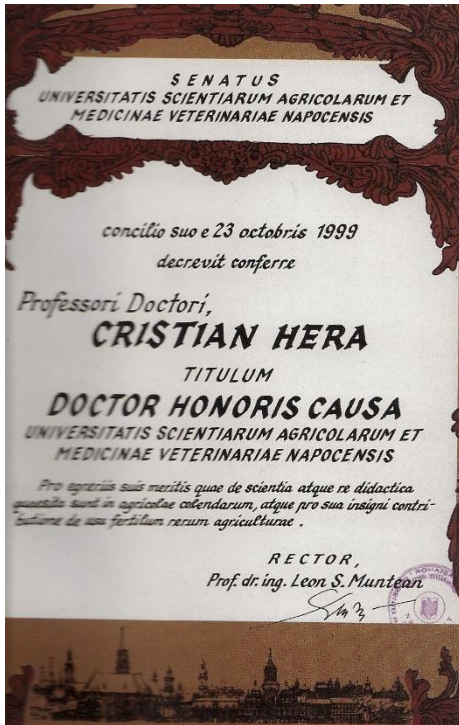 SENATUS
UNIVERSITATIS SCIENTIARUM AGRICOLARUM ET
MEDICINAE VETERINARIAE NAPOCENSIS
concilio suo e 23 octobris 1999
decrevit conferre
Professori Doctori,
CRISTIAN HERA
TITULUM
DOCTOR HONORIS CAUSA
UNIVERSITATIS SCIENTIARUM AGRICOLARUM ET
MEDICINAE VETERINARIAE NAPOCENSIS
Pro egreriis suis meritis quae de scientia atque re didactica
quaesita sunt in agricolae colendarum, atque pro sua insigni contri-
butiume de usu fertilum rerum agriculturae.
RECTOR,
Prof. dr. ing. Leon S. Muntean
ROMANIA